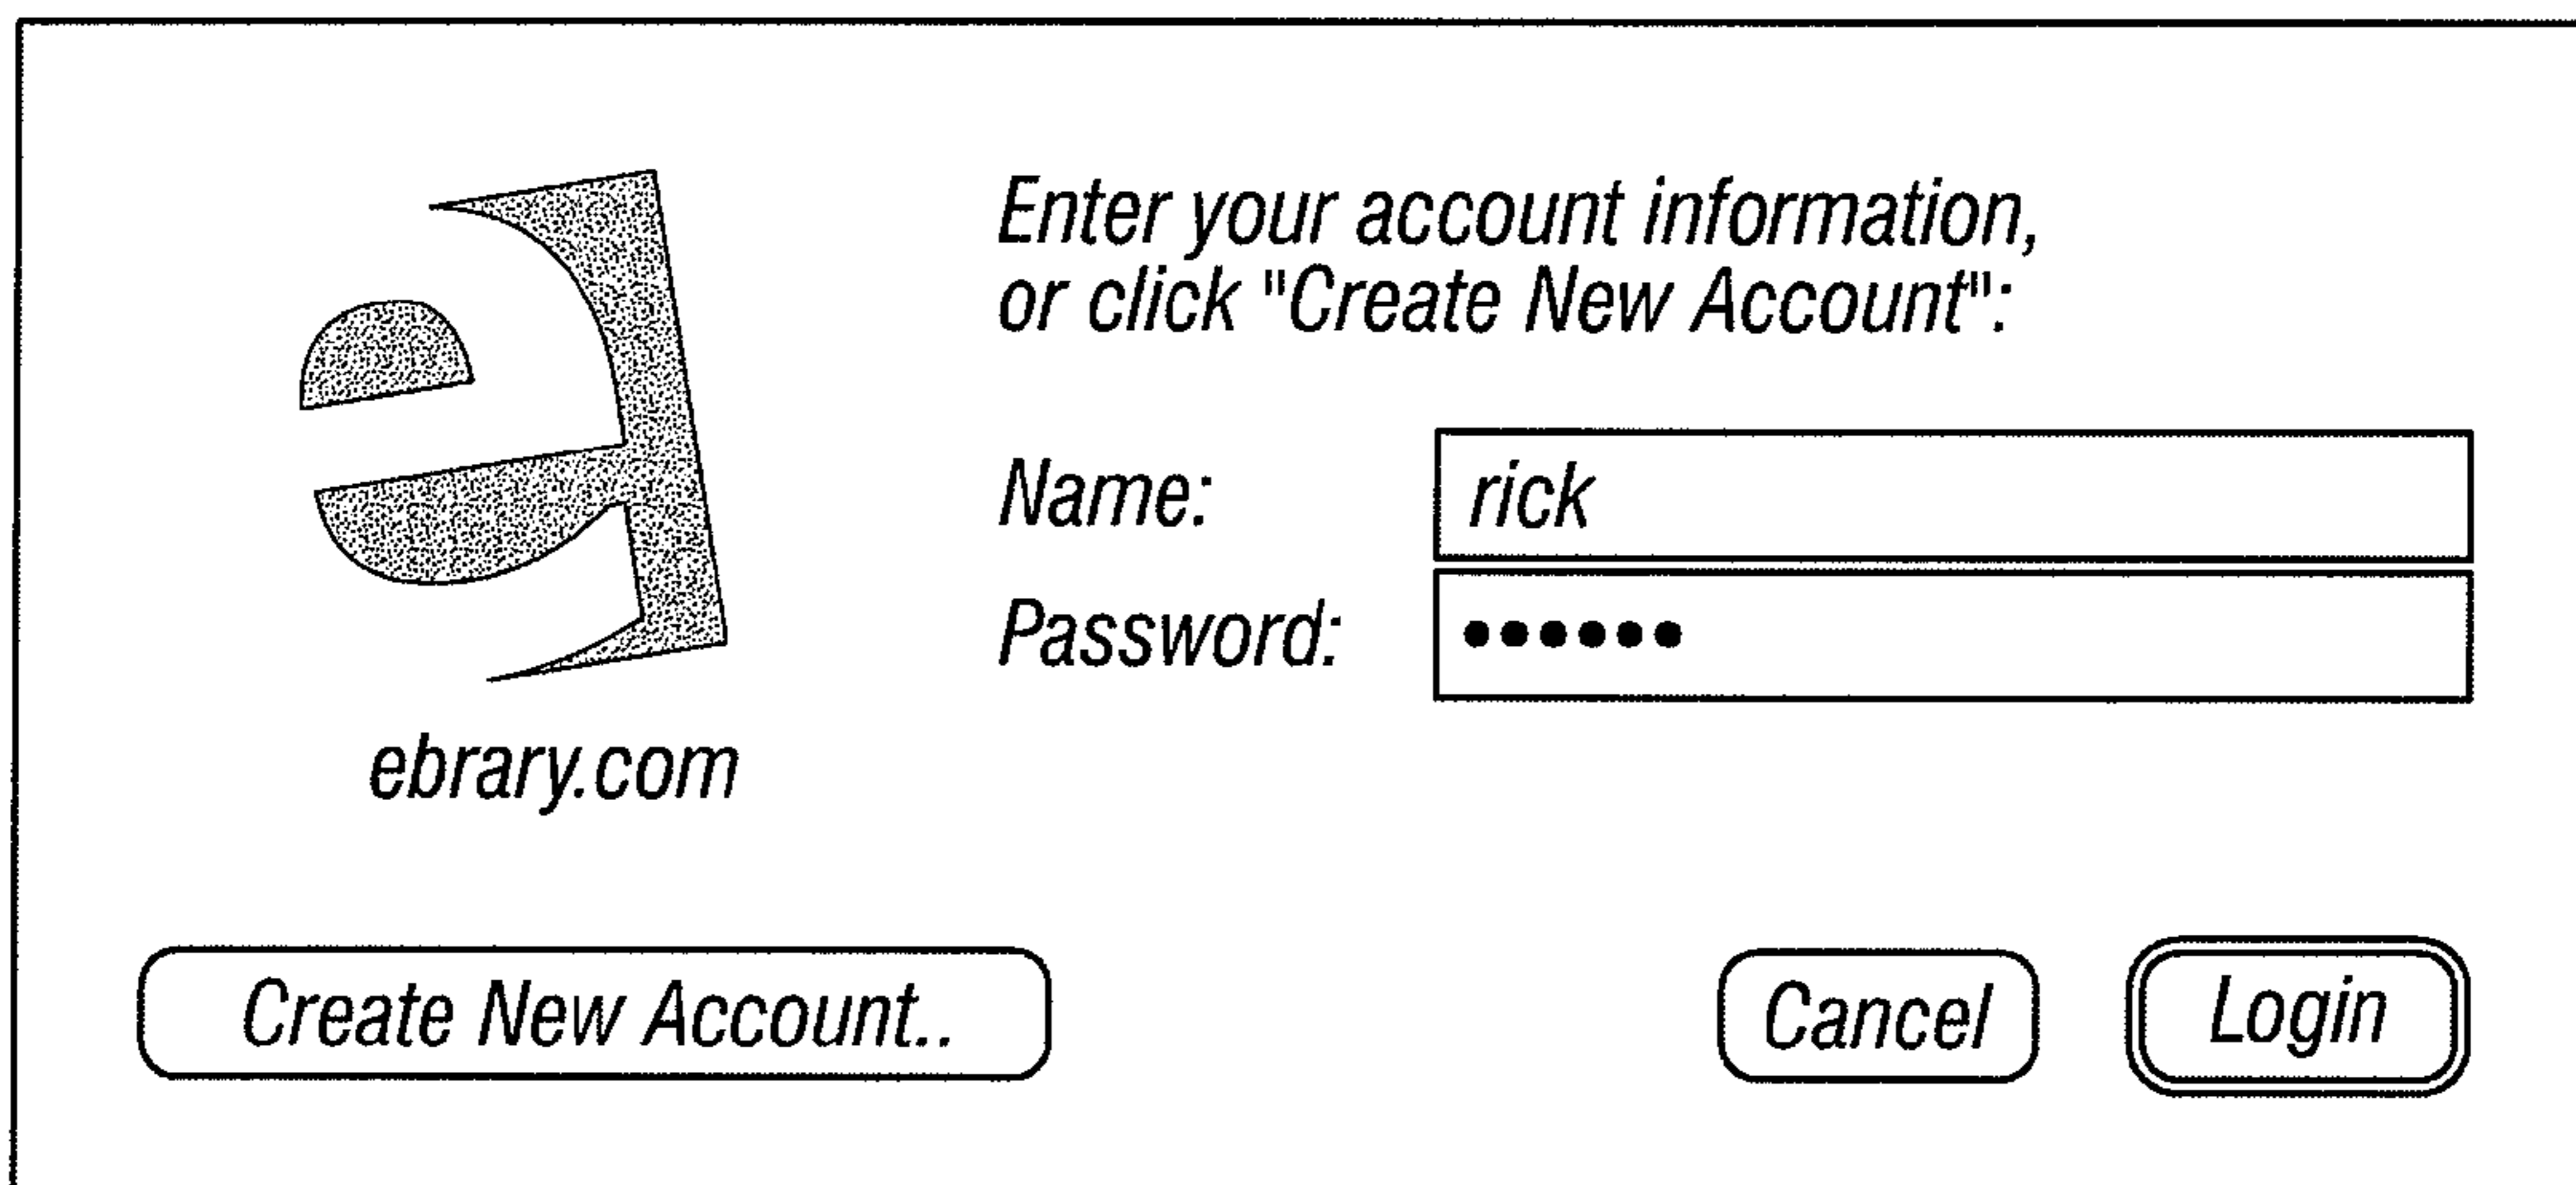 Enter your account information,
or click "Create New Account":
Name: rick
Password: ••••••
ebrary.com
Create New Account.. Cancel Login